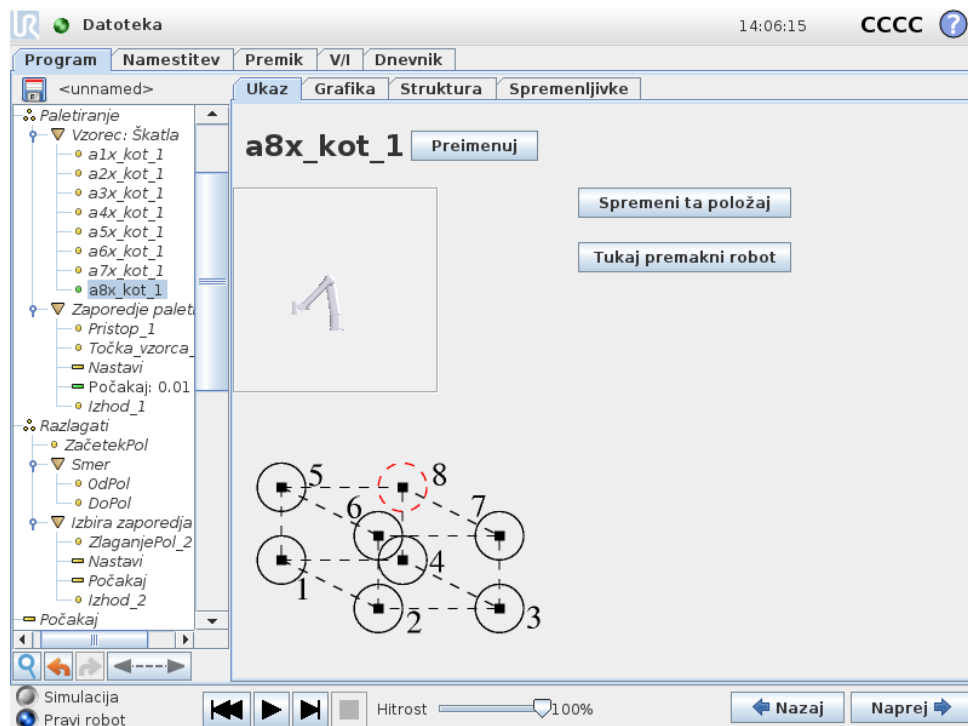 UR Datoteka 14:06:15 CCCC ?
Program Namestitev Premik V/I Dnevnik
<unnamed>
Ukaz Grafika Struktura Spremenljivke
Paletiranje
Vzorec: Škatla
a1x_kot_1
a2x_kot_1
a3x_kot_1
a4x_kot_1
a5x_kot_1
a6x_kot_1
a7x_kot_1
a8x_kot_1
Zaporedje paleti
Pristop_1
Točka_vzorca_
Nastavi
Počakaj: 0.01
Izhod_1
Razlagati
ZačetekPol
Smer
OdPol
DoPol
Izbira zaporedja
ZlaganjePol_2
Nastavi
Počakaj
Izhod_2
Počakaj
a8x_kot_1 Preimenuj
Spremeni ta položaj
Tukaj premakni robot
5 8
6 7
1 4
2 3
Simulacija
Pravi robot
Hitrost 100%
Nazaj Naprej